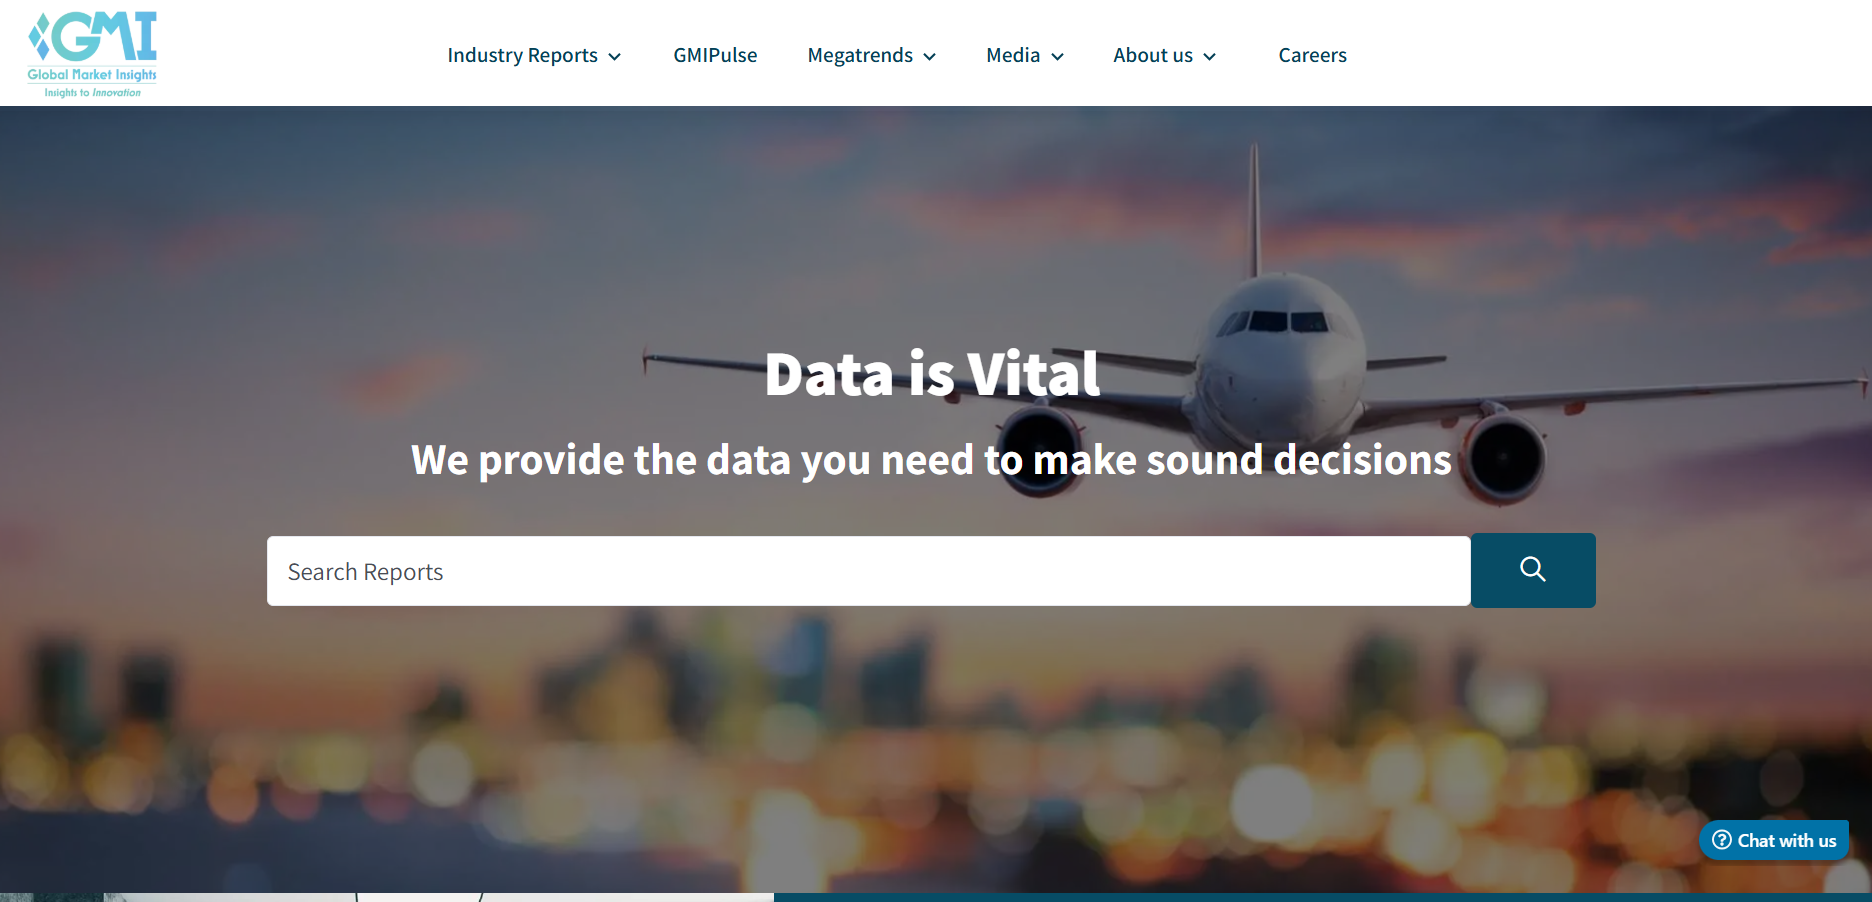 GMI
Global Market Insights
Insights to Innovation
Industry Reports
GMIPulse
Megatrends
Media
About us
Careers
Data is Vital
We provide the data you need to make sound decisions
Search Reports
Chat with us